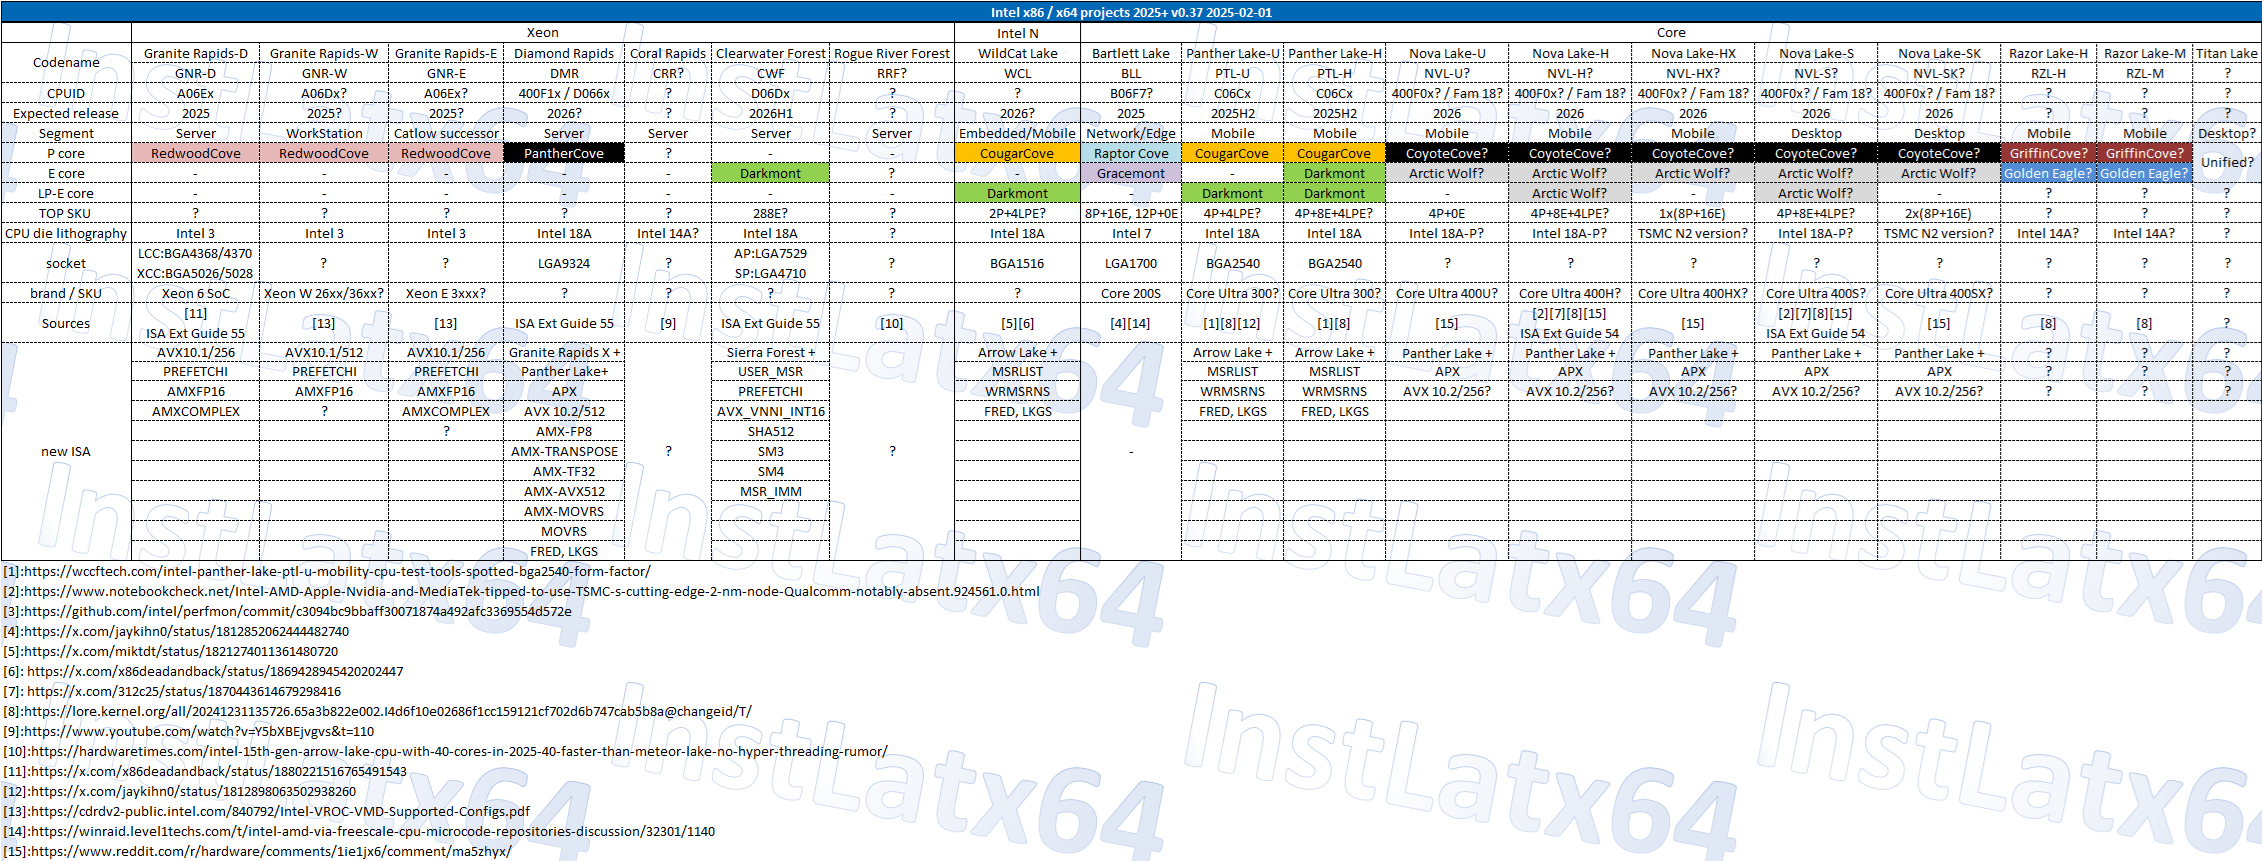 Intel x86 / x64 projects 2025+ v0.37 2025-02-01
Xeon Intel N Core
Codename Granite Rapids-D Granite Rapids-W Granite Rapids-E Diamond Rapids Coral Rapids Clearwater Forest Rogue River Forest WildCat Lake Bartlett Lake Panther Lake-U Panther Lake-H Nova Lake-U Nova Lake-H Nova Lake-HX Nova Lake-S Nova Lake-SK Razor Lake-H Razor Lake-M Titan Lake
GNR-D GNR-W GNR-E DMR CRR? CWF RRF? WCL BLL PTL-U PTL-H NVL-U? NVL-H? NVL-HX? NVL-S? NVL-SK? RZL-H RZL-M ?
CPUID A06Ex A06Dx? A06Ex? 400F1x / D066x ? D06Dx ? ? B06F7? C06Cx C06Cx 400F0x? / Fam 18? 400F0x? / Fam 18? 400F0x? / Fam 18? 400F0x? / Fam 18? 400F0x? / Fam 18? ? ? ?
Expected release 2025 2025? 2025? 2026? ? 2026H1 ? 2026? 2025 2025H2 2025H2 2026 2026 2026 2026 2026 ? ? ?
Segment Server WorkStation Catlow successor Server Server Server Server Embedded/Mobile Network/Edge Mobile Mobile Mobile Mobile Mobile Desktop Desktop Mobile Mobile Desktop?
P core RedwoodCove RedwoodCove RedwoodCove PantherCove ? - - CougarCove Raptor Cove CougarCove CougarCove CoyoteCove? CoyoteCove? CoyoteCove? CoyoteCove? CoyoteCove? GriffinCove? GriffinCove? Unified?
E core - - - - Darkmont ? - Gracemont - Darkmont Arctic Wolf? Arctic Wolf? Arctic Wolf? Arctic Wolf? Arctic Wolf? Golden Eagle? Golden Eagle?
LP-E core - - - - - - - Darkmont - Darkmont Darkmont - Arctic Wolf? - Arctic Wolf? - ? ? ?
TOP SKU ? ? ? ? ? 288E? ? 2P+4LPE? 8P+16E, 12P+0E 4P+4LPE? 4P+8E+4LPE? 4P+0E 4P+8E+4LPE? 1x(8P+16E) 4P+8E+4LPE? 2x(8P+16E) ? ? ?
CPU die lithography Intel 3 Intel 3 Intel 3 Intel 18A Intel 14A? Intel 18A ? Intel 18A Intel 7 Intel 18A Intel 18A Intel 18A-P? Intel 18A-P? TSMC N2 version? Intel 18A-P? TSMC N2 version? Intel 14A? Intel 14A? ?
socket LCC:BGA4368/4370 ? ? LGA9324 ? AP:LGA7529 ? BGA1516 LGA1700 BGA2540 BGA2540 ? ? ? ? ? ? ? ?
XCC:BGA5026/5028 SP:LGA4710
brand / SKU Xeon 6 SoC Xeon W 26xx/36xx? Xeon E 3xxx? ? ? ? ? ? Core 200S Core Ultra 300? Core Ultra 300? Core Ultra 400U? Core Ultra 400H? Core Ultra 400HX? Core Ultra 400S? Core Ultra 400SX? ? ? ?
Sources [11] [13] [13] ISA Ext Guide 55 [9] ISA Ext Guide 55 [10] [5][6] [4][14] [1][8][12] [1][8] [15] [2][7][8][15] [15] [2][7][8][15] [15] [8] [8] ?
ISA Ext Guide 55 ISA Ext Guide 54 ISA Ext Guide 54
new ISA AVX10.1/256 AVX10.1/512 AVX10.1/256 Granite Rapids X + ? Sierra Forest + ? Arrow Lake + - Arrow Lake + Arrow Lake + Panther Lake + Panther Lake + Panther Lake + Panther Lake + Panther Lake + ? ? ?
PREFETCHI PREFETCHI PREFETCHI Panther Lake+ USER_MSR MSRLIST MSRLIST MSRLIST APX APX APX APX APX ? ? ?
AMXFP16 AMXFP16 AMXFP16 APX PREFETCHI WRMSRNS WRMSRNS WRMSRNS AVX 10.2/256? AVX 10.2/256? AVX 10.2/256? AVX 10.2/256? AVX 10.2/256? ? ? ?
AMXCOMPLEX ? AMXCOMPLEX AVX 10.2/512 AVX_VNNI_INT16 FRED, LKGS FRED, LKGS FRED, LKGS
? AMX-FP8 SHA512
AMX-TRANSPOSE SM3
AMX-TF32 SM4
AMX-AVX512 MSR_IMM
AMX-MOVRS
MOVRS
FRED, LKGS
[1]:https://wccftech.com/intel-panther-lake-ptl-u-mobility-cpu-test-tools-spotted-bga2540-form-factor/
[2]:https://www.notebookcheck.net/Intel-AMD-Apple-Nvidia-and-MediaTek-tipped-to-use-TSMC-s-cutting-edge-2-nm-node-Qualcomm-notably-absent.924561.0.html
[3]:https://github.com/intel/perfmon/commit/c3094bc9bbaff30071874a492afc3369554d572e
[4]:https://x.com/jaykihn0/status/1812852062444482740
[5]:https://x.com/miktdt/status/1821274011361480720
[6]: https://x.com/x86deadandback/status/1869428945420202447
[7]: https://x.com/312c25/status/1870443614679298416
[8]:https://lore.kernel.org/all/20241231135726.65a3b822e002.I4d6f10e02686f1cc159121cf702d6b747cab5b8a@changeid/T/
[9]:https://www.youtube.com/watch?v=Y5bXBEjvgvs&t=110
[10]:https://hardwaretimes.com/intel-15th-gen-arrow-lake-cpu-with-40-cores-in-2025-40-faster-than-meteor-lake-no-hyper-threading-rumor/
[11]:https://x.com/x86deadandback/status/1880221516765491543
[12]:https://x.com/jaykihn0/status/1812898063502938260
[13]:https://cdrdv2-public.intel.com/840792/Intel-VROC-VMD-Supported-Configs.pdf
[14]:https://winraid.level1techs.com/t/intel-amd-via-freescale-cpu-microcode-repositories-discussion/32301/1140
[15]:https://www.reddit.com/r/hardware/comments/1ie1jx6/comment/ma5zhyx/
InstLatx64